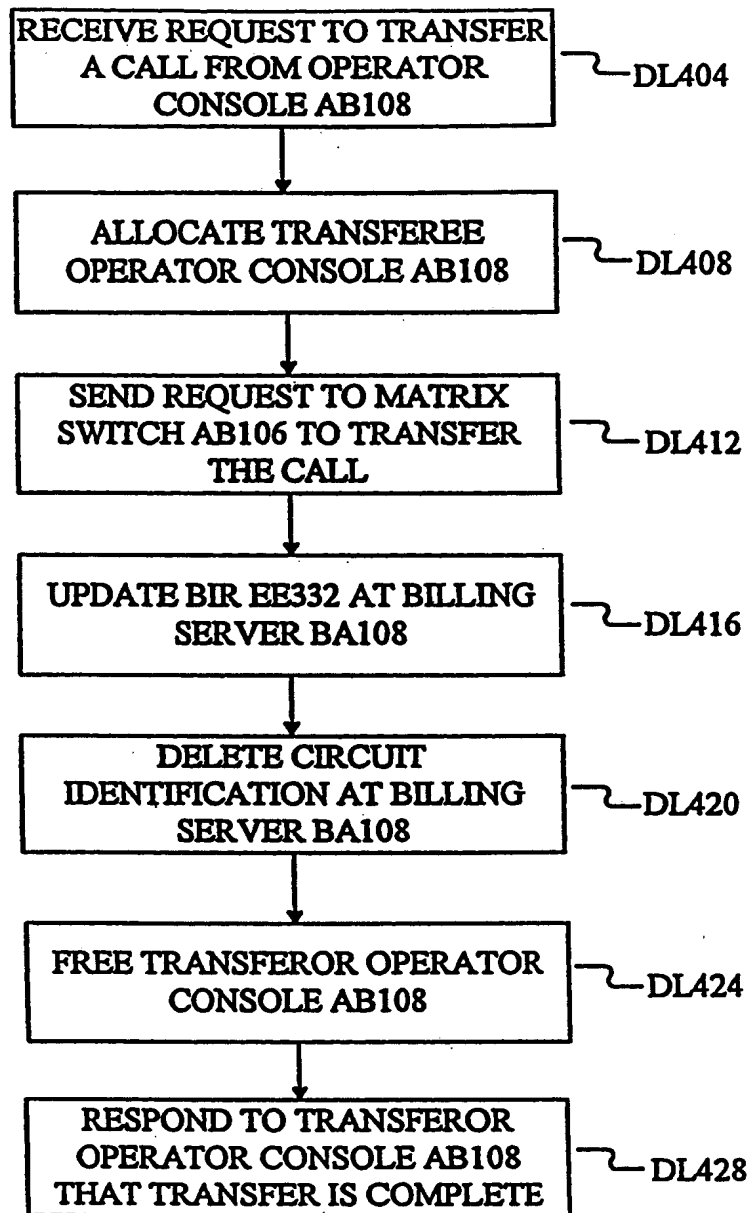 RECEIVE REQUEST TO TRANSFER
A CALL FROM OPERATOR
CONSOLE AB108
DL404
ALLOCATE TRANSFEREE
OPERATOR CONSOLE AB108
DL408
SEND REQUEST TO MATRIX
SWITCH AB106 TO TRANSFER
THE CALL
DL412
UPDATE BIR EE332 AT BILLING
SERVER BA108
DL416
DELETE CIRCUIT
IDENTIFICATION AT BILLING
SERVER BA108
DL420
FREE TRANSFEROR OPERATOR
CONSOLE AB108
DL424
RESPOND TO TRANSFEROR
OPERATOR CONSOLE AB108
THAT TRANSFER IS COMPLETE
DL428